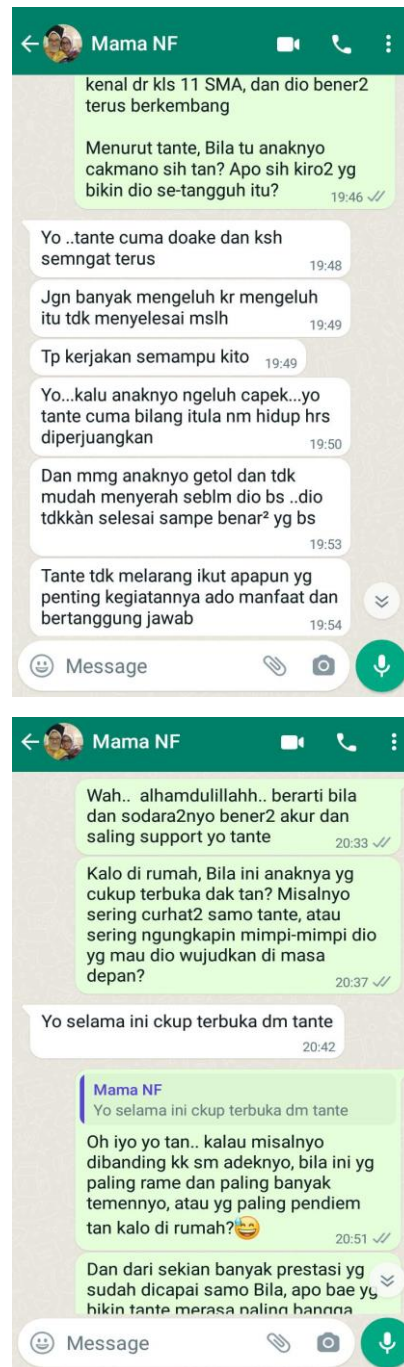 Mama NF
kenal dr kls 11 SMA, dan dio bener2
terus berkembang
Menurut tante, Bila tu anaknyo
cakmano sih tan? Apo sih kiro2 yg
bikin dio se-tangguh itu?
19:46
Yo ..tante cuma doake dan ksh
semngat terus
19:48
Jgn banyak mengeluh kr mengeluh
itu tdk menyelesai mslh
19:49
Tp kerjakan semampu kito
19:49
Yo...kalu anaknyo ngeluh capek...yo
tante cuma bilang itula nm hidup hrs
diperjuangkan
19:50
Dan mmg anaknyo getol dan tdk
mudah menyerah seblm dio bs ..dio
tdkkàn selesai sampe benar² yg bs
19:53
Tante tdk melarang ikut apapun yg
penting kegiatannya ado manfaat dan
bertanggung jawab
19:54
Message
Mama NF
Wah.. alhamdulillahh.. berarti bila
dan sodara2nyo bener2 akur dan
saling support yo tante
20:33
Kalo di rumah, Bila ini anaknya yg
cukup terbuka dak tan? Misalnyo
sering curhat2 samo tante, atau
sering ngungkapin mimpi-mimpi dio
yg mau dio wujudkan di masa
depan?
20:37
Yo selama ini ckup terbuka dm tante
20:42
Mama NF
Yo selama ini ckup terbuka dm tante
Oh iyo yo tan.. kalau misalnyo
dibanding kk sm adeknyo, bila ini yg
paling rame dan paling banyak
temennyo, atau yg paling pendiem
tan kalo di rumah?😅
20:51
Dan dari sekian banyak prestasi yg
sudah dicapai samo Bila, apo bae yg
bikin tante merasa paling bangga
Message